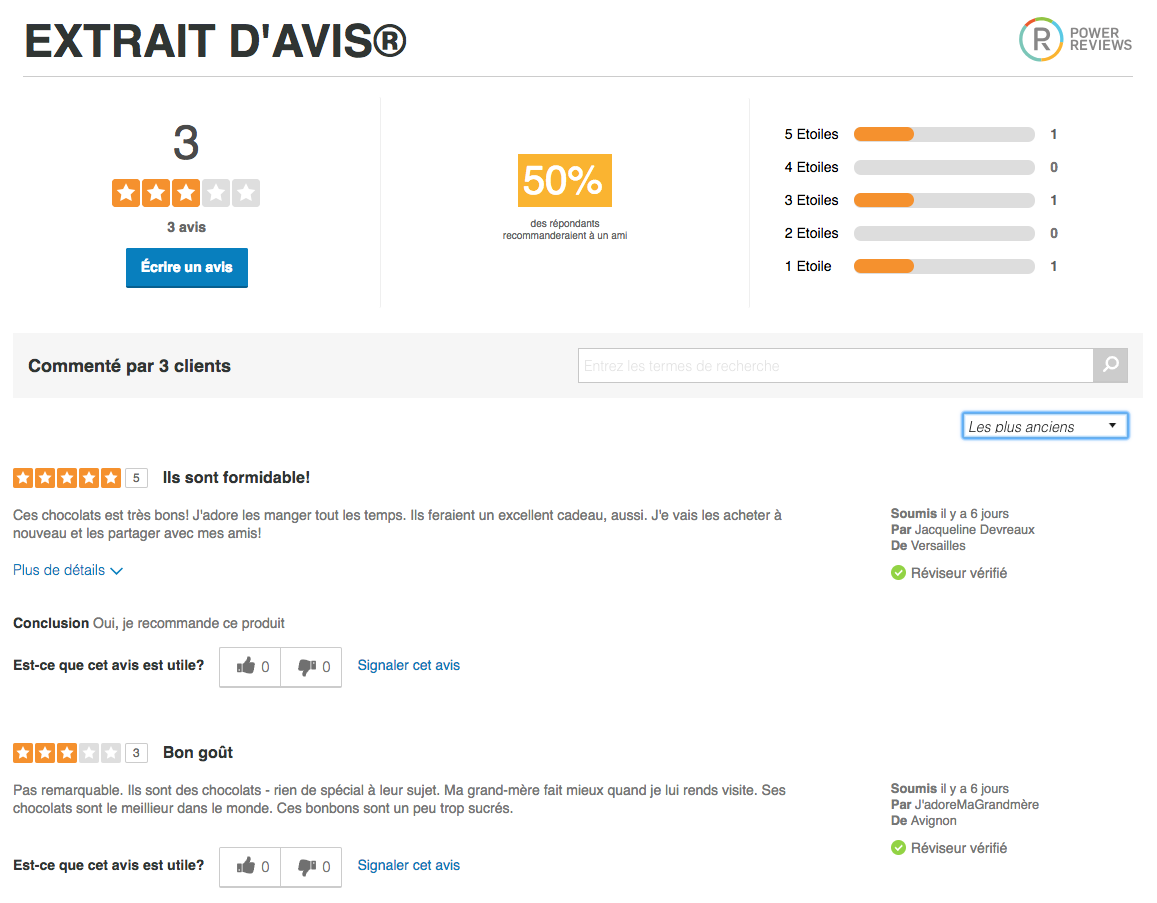 EXTRAIT D'AVIS®
R POWER
REVIEWS
3
3 avis
Écrire un avis
50%
des répondants
recommanderaient à un ami
5 Etoiles 1
4 Etoiles 0
3 Etoiles 1
2 Etoiles 0
1 Etoile 1
Commenté par 3 clients
Entrez les termes de recherche
Les plus anciens
5 Ils sont formidable!
Ces chocolats est très bons! J'adore les manger tout les temps. Ils feraient un excellent cadeau, aussi. J'e vais les acheter à
nouveau et les partager avec mes amis!
Soumis il y a 6 jours
Par Jacqueline Devreaux
De Versailles
Réviseur vérifié
Plus de détails
Conclusion Oui, je recommande ce produit
Est-ce que cet avis est utile? 0 0 Signaler cet avis
3 Bon goût
Pas remarquable. Ils sont des chocolats - rien de spécial à leur sujet. Ma grand-mère fait mieux quand je lui rends visite. Ses
chocolats sont le meillieur dans le monde. Ces bonbons sont un peu trop sucrés.
Soumis il y a 6 jours
Par J'adoreMaGrandmère
De Avignon
Réviseur vérifié
Est-ce que cet avis est utile? 0 0 Signaler cet avis